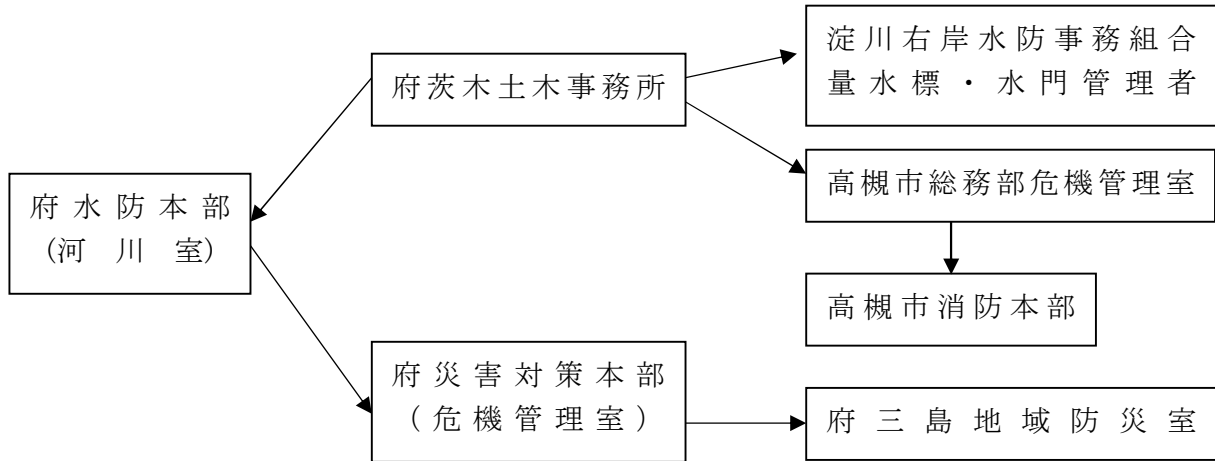 淀川右岸水防事務組合
量水標・水門管理者
府茨木土木事務所
高槻市総務部危機管理室
府水防本部
(河川室)
高槻市消防本部
府災害対策本部
(危機管理室)
府三島地域防災室